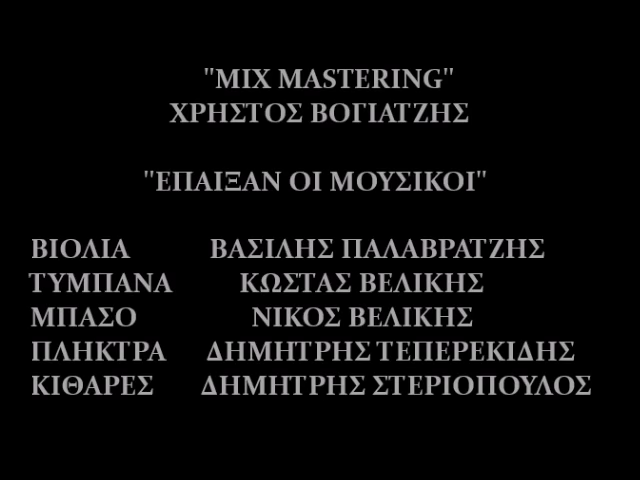 "MIX MASTERING"
ΧΡΗΣΤΟΣ ΒΟΓΙΑΤΖΗΣ
"ΕΠΑΙΞΑΝ ΟΙ ΜΟΥΣΙΚΟΙ"
ΒΙΟΛΙΑ ΒΑΣΙΛΗΣ ΠΑΛΑΒΡΑΤΖΗΣ
ΤΥΜΠΑΝΑ ΚΩΣΤΑΣ ΒΕΛΙΚΗΣ
ΜΠΑΣΟ ΝΙΚΟΣ ΒΕΛΙΚΗΣ
ΠΛΗΚΤΡΑ ΔΗΜΗΤΡΗΣ ΤΕΠΕΡΕΚΙΔΗΣ
ΚΙΘΑΡΕΣ ΔΗΜΗΤΡΗΣ ΣΤΕΡΙΟΠΟΥΛΟΣ